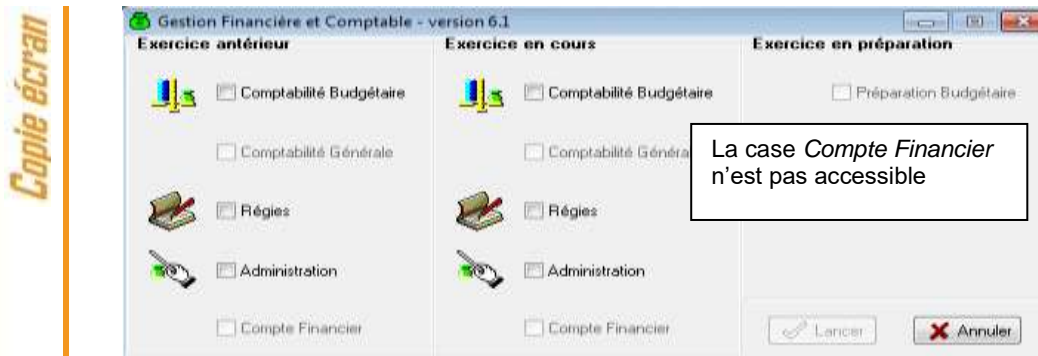 Copie écran
Gestion Financière et Comptable - version 6.1
Exercice antérieur
Comptabilité Budgétaire
Comptabilité Générale
Régies
Administration
Compte Financier
Exercice en cours
Comptabilité Budgétaire
Comptabilité Généra
Régies
Administration
Compte Financier
Exercice en préparation
Préparation Budgétaire
La case Compte Financier
n'est pas accessible
Lancer
Annuler